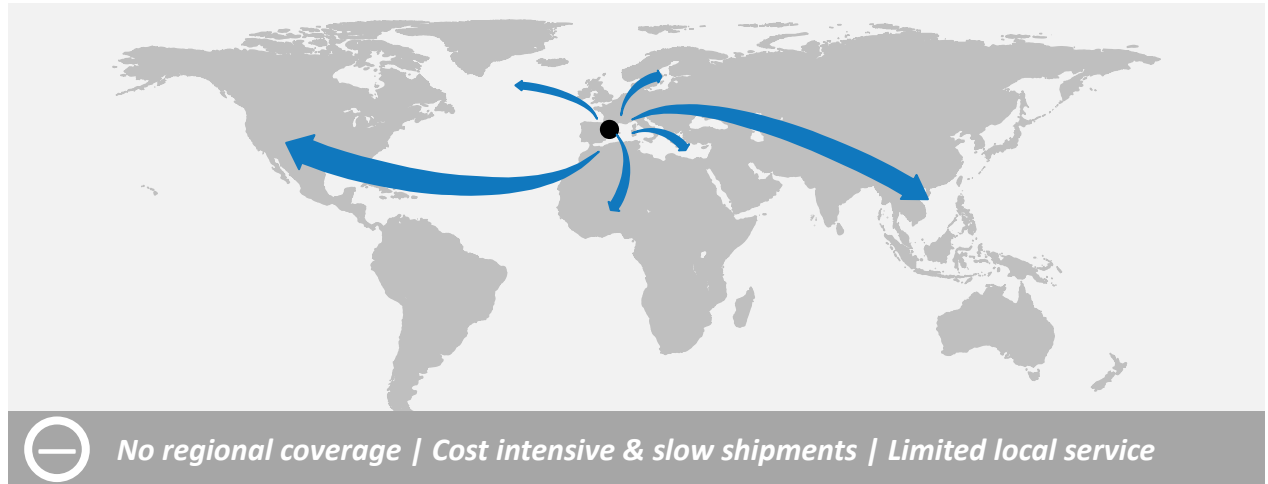 No regional coverage | Cost intensive & slow shipments | Limited local service